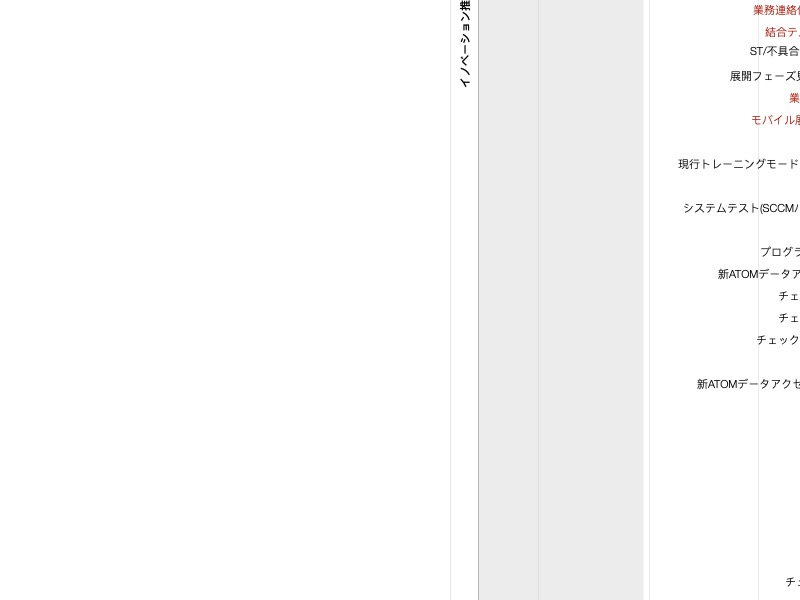 イノベーション推
業務連絡
結合テ
ST/不具合
展開フェーズ
業
モバイル
現行トレーニングモード
システムテスト(SCCM/
プログラ
新ATOMデータア
チェ
チェ
チェック
新ATOMデータアクセ
チェ